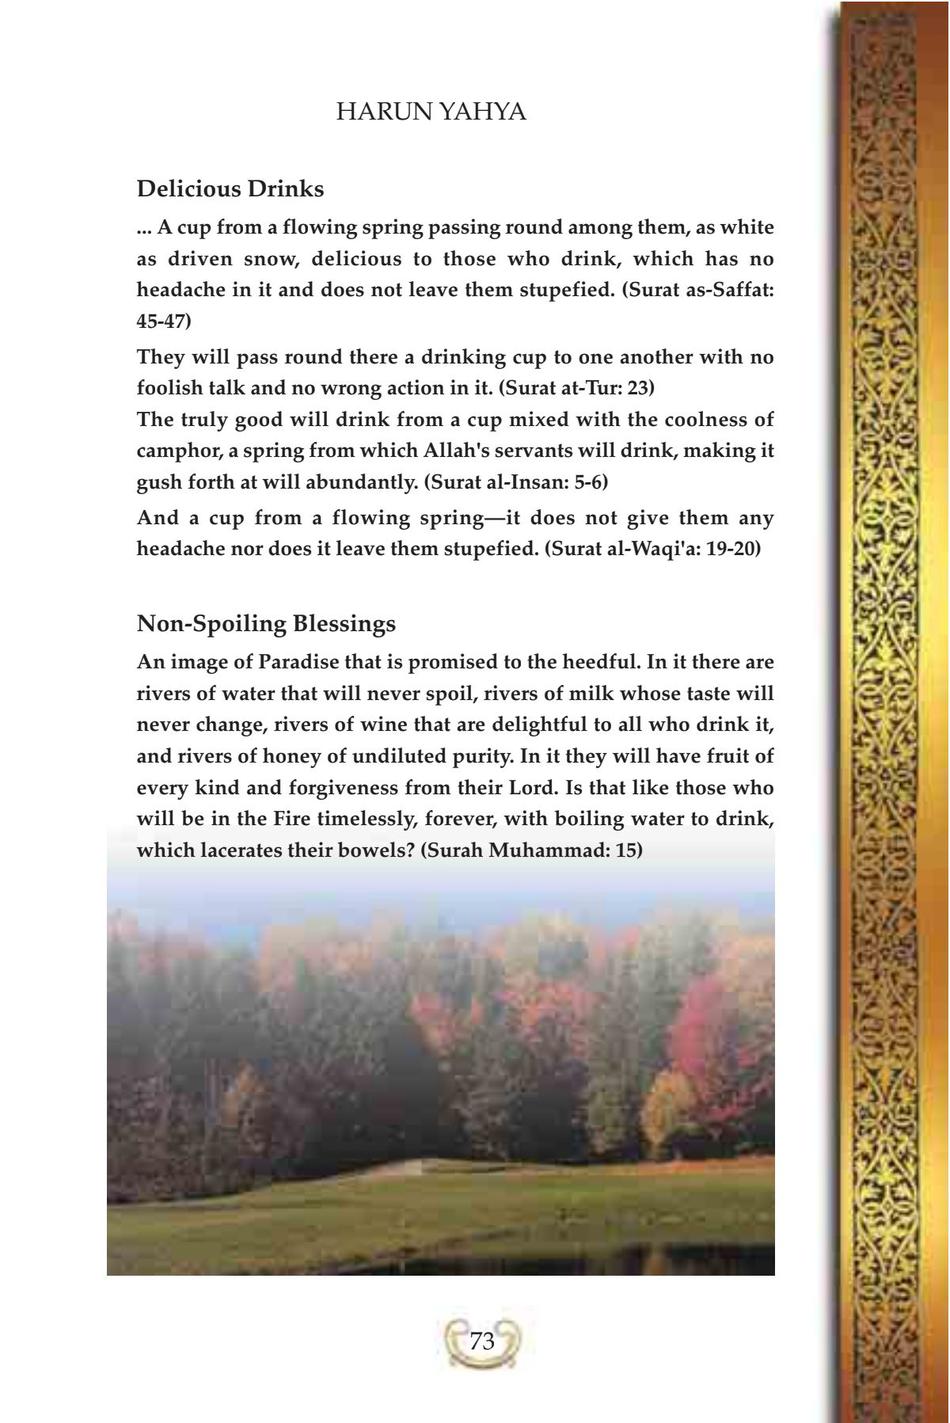 HARUN YAHYA
Delicious Drinks
... A cup from a flowing spring passing round among them, as white
as driven snow, delicious to those who drink, which has no
headache in it and does not leave them stupefied. (Surat as-Saffat:
45-47)
They will pass round there a drinking cup to one another with no
foolish talk and no wrong action in it. (Surat at-Tur: 23)
The truly good will drink from a cup mixed with the coolness of
camphor, a spring from which Allah's servants will drink, making it
gush forth at will abundantly. (Surat al-Insan: 5-6)
And a cup from a flowing spring—it does not give them any
headache nor does it leave them stupefied. (Surat al-Waqi'a: 19-20)
Non-Spoiling Blessings
An image of Paradise that is promised to the heedful. In it there are
rivers of water that will never spoil, rivers of milk whose taste will
never change, rivers of wine that are delightful to all who drink it,
and rivers of honey of undiluted purity. In it they will have fruit of
every kind and forgiveness from their Lord. Is that like those who
will be in the Fire timelessly, forever, with boiling water to drink,
which lacerates their bowels? (Surah Muhammad: 15)
73